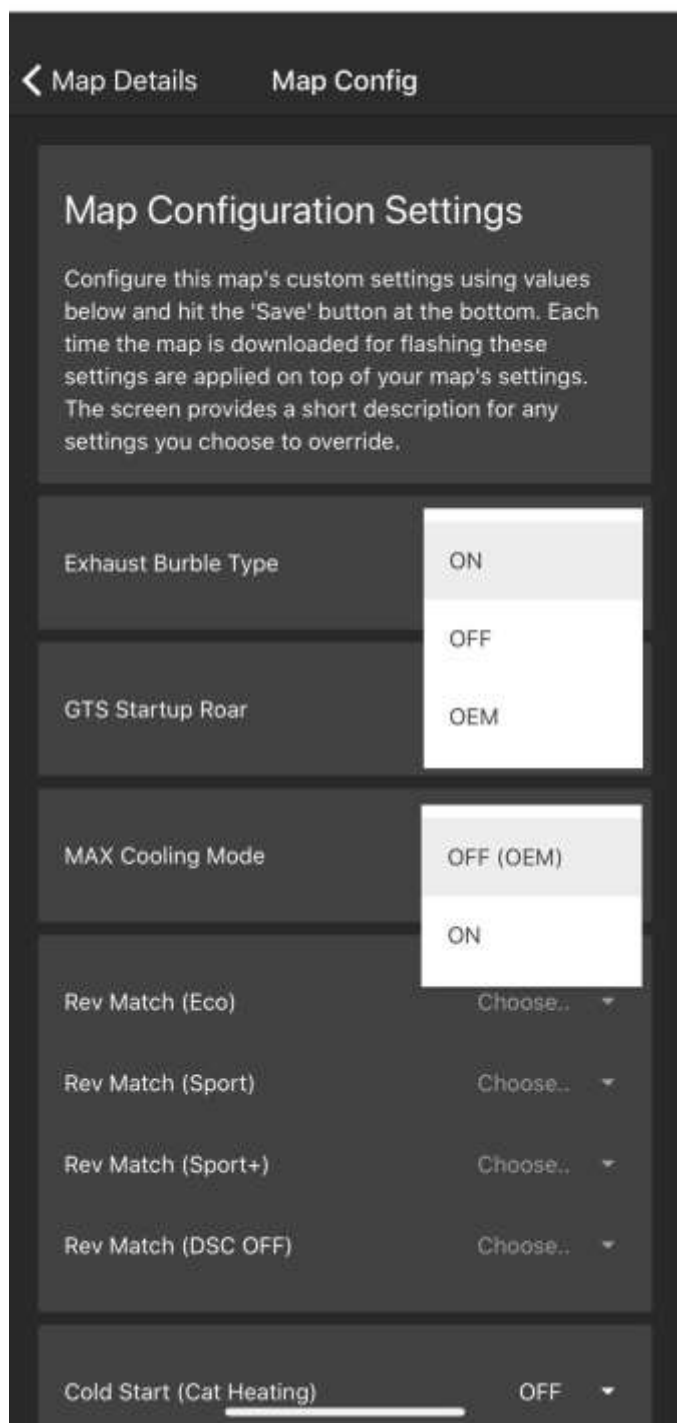 Map Details
Map Config
Map Configuration Settings
Configure this map's custom settings using values
below and hit the 'Save' button at the bottom. Each
time the map is downloaded for flashing these
settings are applied on top of your map's settings.
The screen provides a short description for any
settings you choose to override.
Exhaust Burble Type
ON
OFF
GTS Startup Roar
OEM
MAX Cooling Mode
OFF (OEM)
ON
Rev Match (Eco)
Choose..
Rev Match (Sport)
Choose..
Rev Match (Sport+)
Choose..
Rev Match (DSC OFF)
Choose..
Cold Start (Cat Heating)
OFF